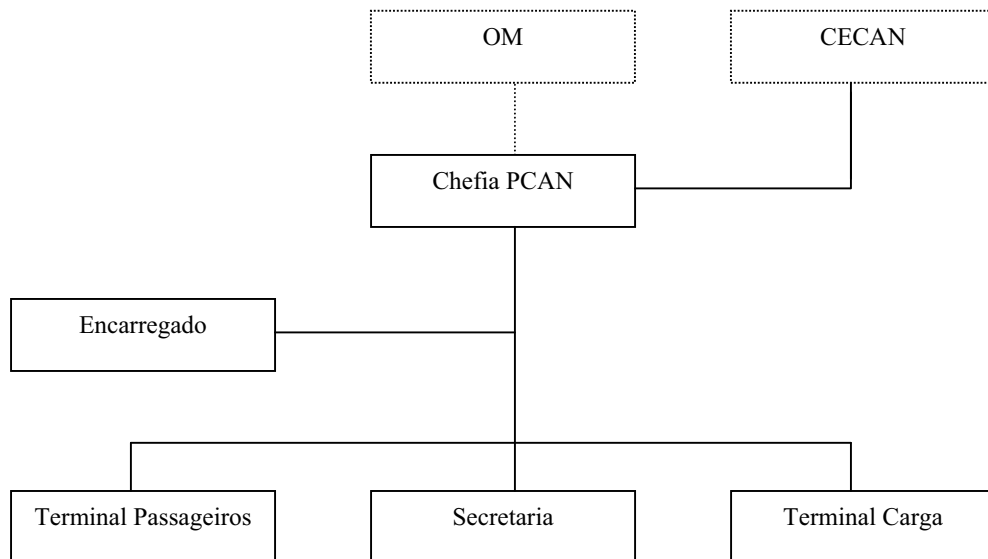 OM
CECAN
Chefia PCAN
Encarregado
Terminal Passageiros
Secretaria
Terminal Carga